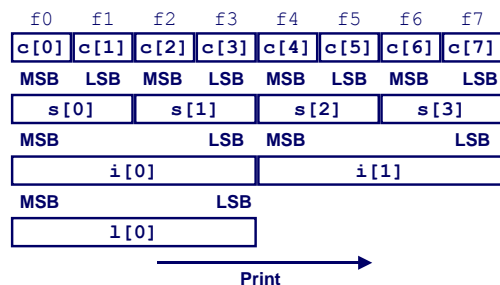 f0 f1 f2 f3 f4 f5 f6 f7
c[0] c[1] c[2] c[3] c[4] c[5] c[6] c[7]
MSB LSB MSB LSB MSB LSB MSB LSB
s[0] s[1] s[2] s[3]
MSB LSB MSB LSB
i[0] i[1]
MSB LSB
l[0]
Print